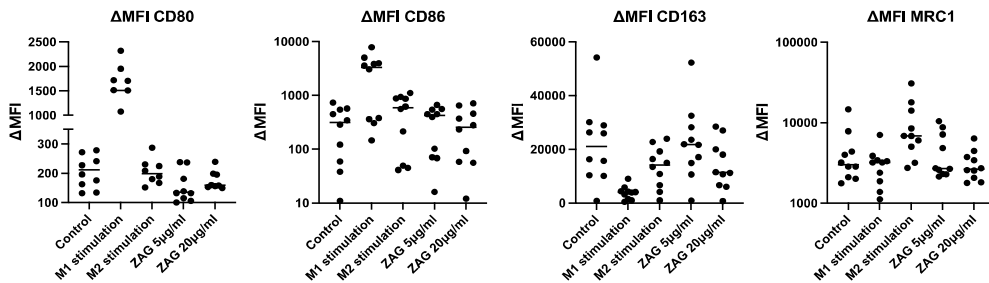 ΔMFI CD80
ΔMFI
2500
2000
1500
1000
300
200
100
Control
M1 stimulation
M2 stimulation
ZAG 5µg/ml
ZAG 20µg/ml
ΔMFI CD86
ΔMFI
10000
1000
100
10
Control
M1 stimulation
M2 stimulation
ZAG 5µg/ml
ZAG 20µg/ml
ΔMFI CD163
ΔMFI
60000
40000
20000
0
Control
M1 stimulation
M2 stimulation
ZAG 5µg/ml
ZAG 20µg/ml
ΔMFI MRC1
ΔMFI
100000
10000
1000
Control
M1 stimulation
M2 stimulation
ZAG 5µg/ml
ZAG 20µg/ml